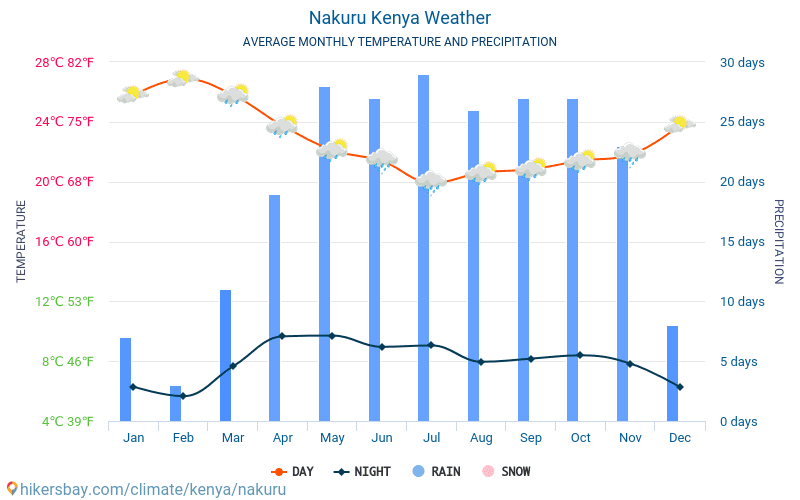 Nakuru Kenya Weather
AVERAGE MONTHLY TEMPERATURE AND PRECIPITATION
28℃ 82℉ 30 days
24℃ 75℉ 25 days
20℃ 68℉ 20 days
16℃ 60℉ 15 days
12℃ 53℉ 10 days
8℃ 46℉ 5 days
4℃ 39℉ 0 days
TEMPERATURE
PRECIPITATION
Jan Feb Mar Apr May Jun Jul Aug Sep Oct Nov Dec
DAY NIGHT RAIN SNOW
hikersbay.com/climate/kenya/nakuru